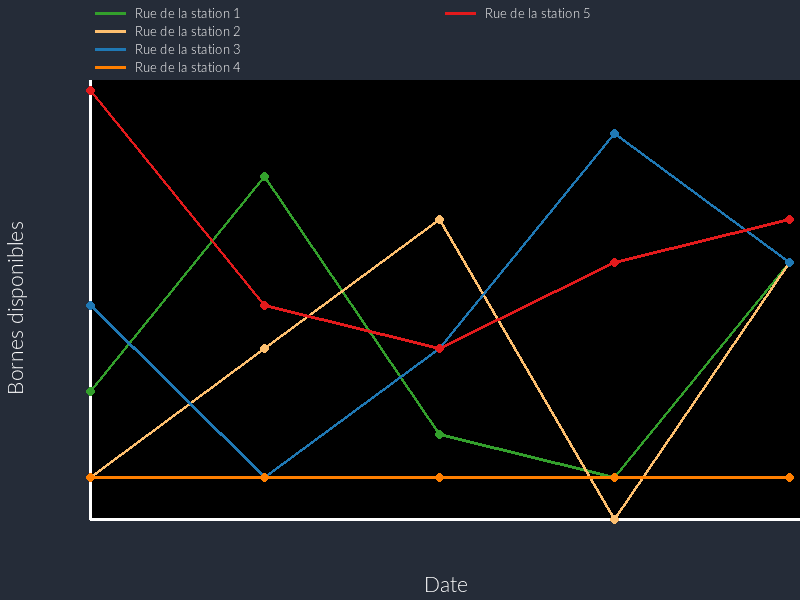 Rue de la station 1
Rue de la station 2
Rue de la station 3
Rue de la station 4
Rue de la station 5
Bornes disponibles
Date